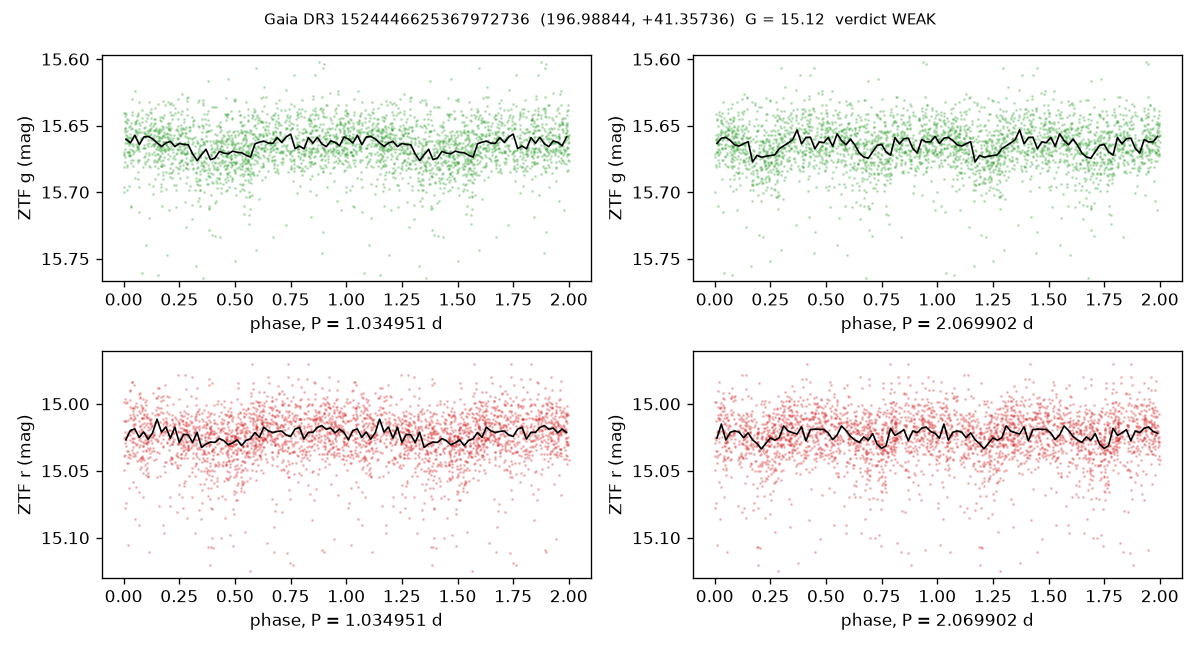 Gaia DR3 1524446625367972736  (196.98844, +41.35736)  G = 15.12  verdict WEAK
ZTF g (mag)
15.60
15.65
15.70
15.75
0.00 0.25 0.50 0.75 1.00 1.25 1.50 1.75 2.00
phase, P = 1.034951 d
ZTF g (mag)
15.60
15.65
15.70
15.75
0.00 0.25 0.50 0.75 1.00 1.25 1.50 1.75 2.00
phase, P = 2.069902 d
ZTF r (mag)
15.00
15.05
15.10
0.00 0.25 0.50 0.75 1.00 1.25 1.50 1.75 2.00
phase, P = 1.034951 d
ZTF r (mag)
15.00
15.05
15.10
0.00 0.25 0.50 0.75 1.00 1.25 1.50 1.75 2.00
phase, P = 2.069902 d